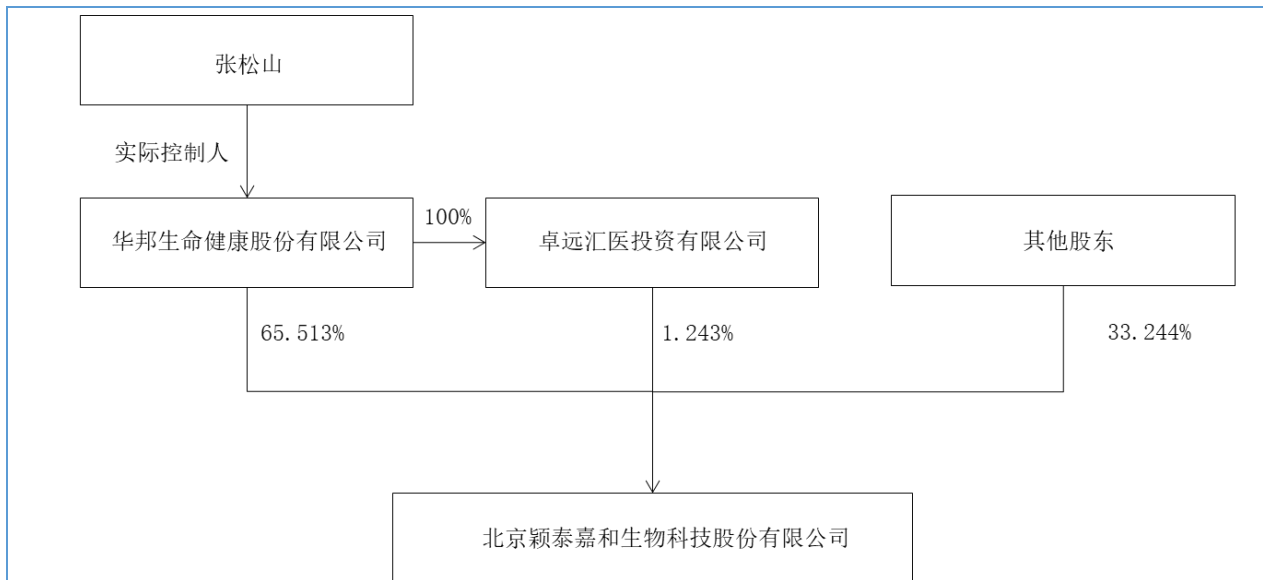 张松山
实际控制人
华邦生命健康股份有限公司
100%
卓远汇医投资有限公司
其他股东
65.513%
1.243%
33.244%
北京颖泰嘉和生物科技股份有限公司